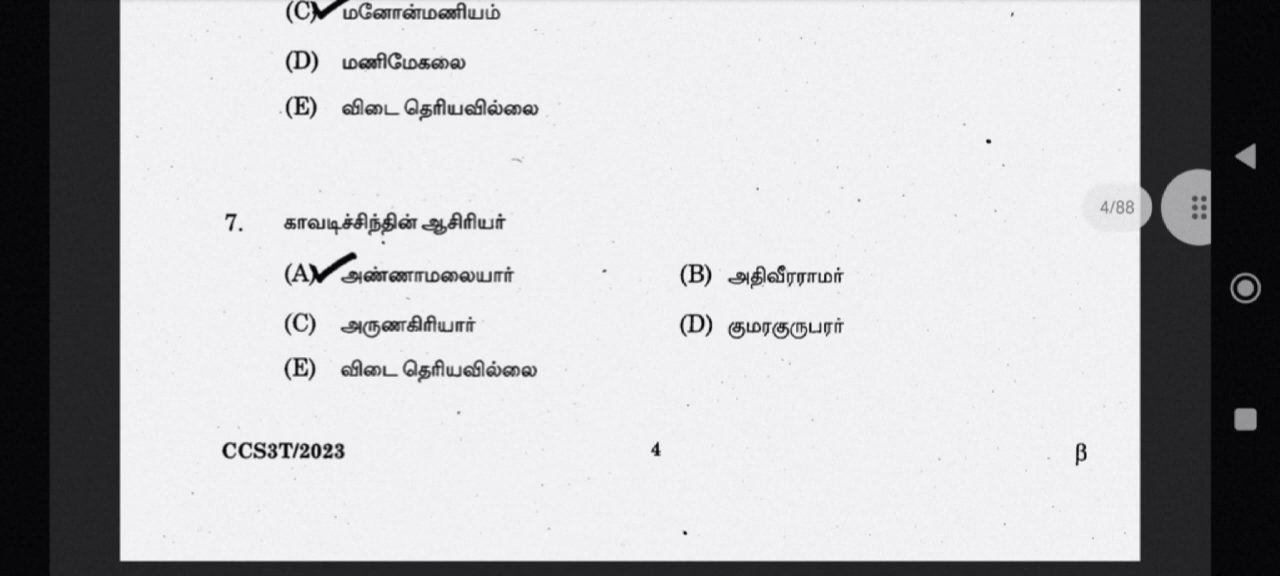 (C) மனோன்மணியம்
(D) மணிமேகலை
(E) விடை தெரியவில்லை
7. காவடிச்சிந்தின் ஆசிரியர்
(A) அண்ணாமலையார் (B) அதிவீரராமர்
(C) அருணகிரியார் (D) குமரகுருபரர்
(E) விடை தெரியவில்லை
CCS3T/2023 4 β
4/88